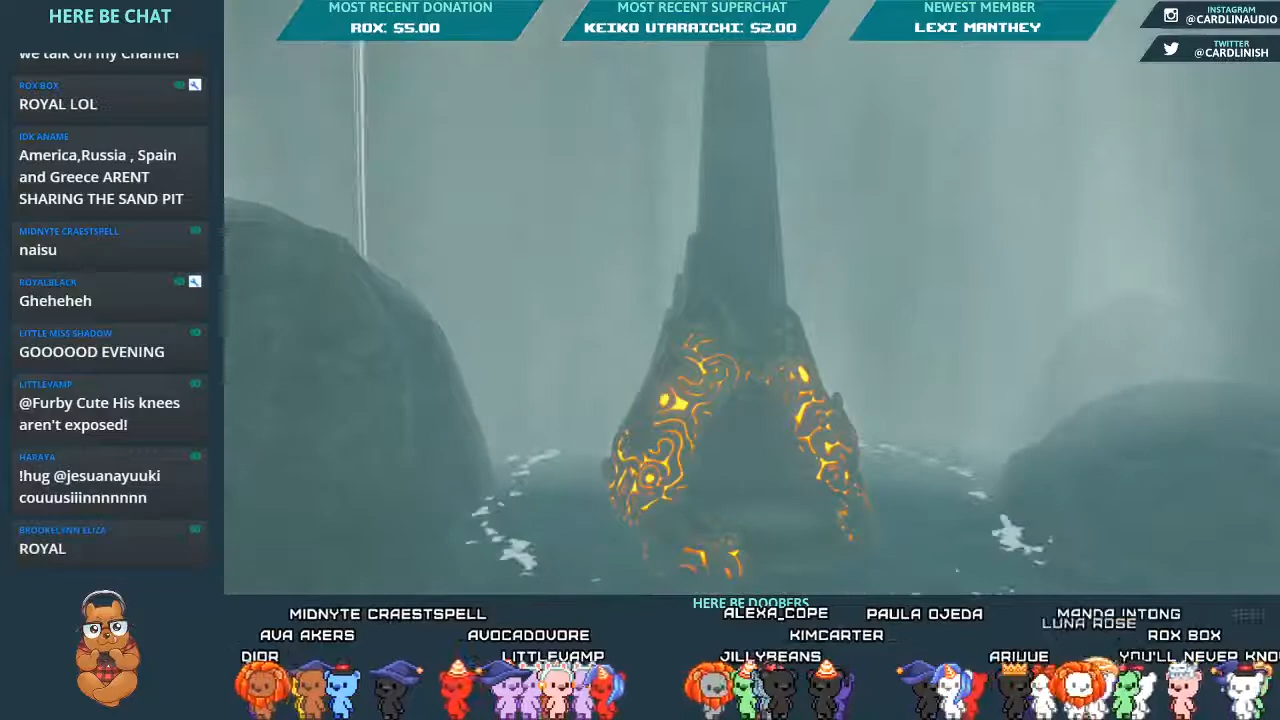 HERE BE CHAT
we talk on my Channel
ROX BOX
ROYAL LOL
IDK ANAME
America,Russia , Spain
and Greece ARENT
SHARING THE SAND PIT
MIDNYTE CRAESTSPELL
naisu
ROYALBLACK
Gheheheh
LITTLE MISS SHADOW
GOOOOOD EVENING
LITTLEVAMP
@Furby Cute His knees
aren't exposed!
HARAYA
!hug @jesuanayuuki
couuusiiinnnnnnn
BROOKELYNN ELIZA
ROYAL
MOST RECENT DONATION
ROX: $5.00
MOST RECENT SUPERCHAT
KEIKO UTARAICHI: $2.00
NEWEST MEMBER
LEXI MANTHEY
INSTAGRAM
@CARDLINAUDIO
TWITTER
@CARDLINISH
HERE BE DOOBERS
MIDNYTE CRAESTSPELL
ALEXA_COPE
PAULA OJEDA
MANDA INTONG
LUNA ROSE
AVA AKERS
AVOCADOVORE
KIMCARTER
ROX BOX
DIOR
LITTLEVAMP
JILLYBEANS
ARIUUE
YOU'LL NEVER KNO